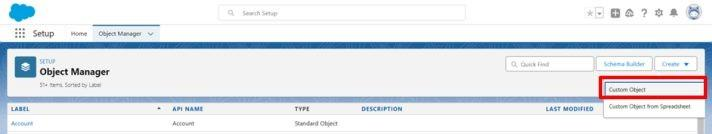 Search Setup
Setup
Home
Object Manager
SETUP
Object Manager
51+ Items, Sorted by Label
Quick Find
Schema Builder
Create
Custom Object
Custom Object from Spreadsheet
LABEL
API NAME
TYPE
DESCRIPTION
LAST MODIFIED
Account
Account
Standard Object